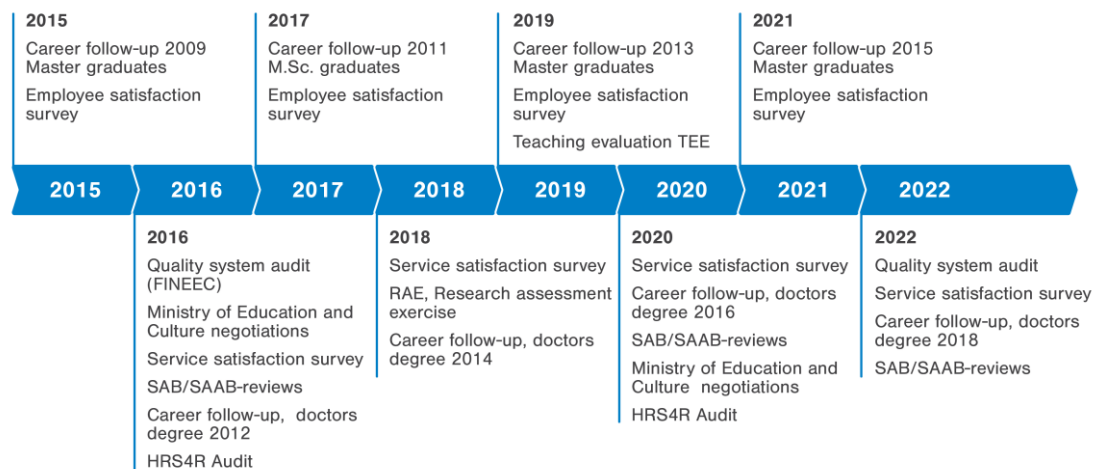 2015
Career follow-up 2009
Master graduates
Employee satisfaction
survey
2017
Career follow-up 2011
M.Sc. graduates
Employee satisfaction
survey
2019
Career follow-up 2013
Master graduates
Employee satisfaction
survey
Teaching evaluation TEE
2021
Career follow-up 2015
Master graduates
Employee satisfaction
survey
2015
2016
2017
2018
2019
2020
2021
2022
2016
Quality system audit
(FINEEC)
Ministry of Education and
Culture negotiations
Service satisfaction survey
SAB/SAAB-reviews
Career follow-up, doctors
degree 2012
HRS4R Audit
2018
Service satisfaction survey
RAE, Research assessment
exercise
Career follow-up, doctors
degree 2014
2020
Service satisfaction survey
Career follow-up, doctors
degree 2016
SAB/SAAB-reviews
Ministry of Education and
Culture negotiations
HRS4R Audit
2022
Quality system audit
Service satisfaction survey
Career follow-up, doctors
degree 2018
SAB/SAAB-reviews